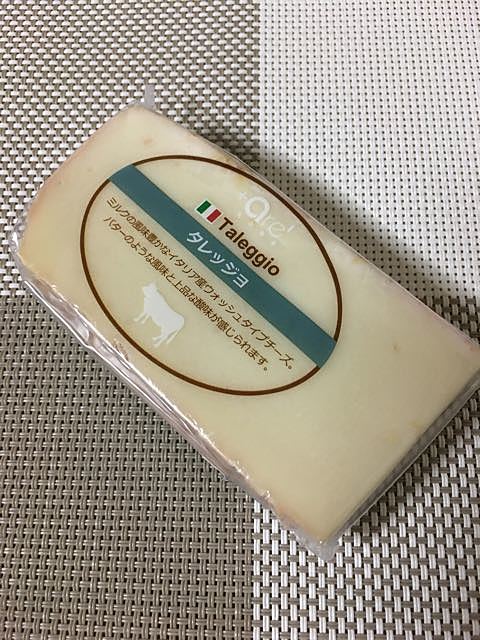 +are!
Taleggio
タレッジョ
ミルクの風味豊かなイタリア産ウォッシュタイプチーズ。
バターのような風味と上品な酸味が感じられます。